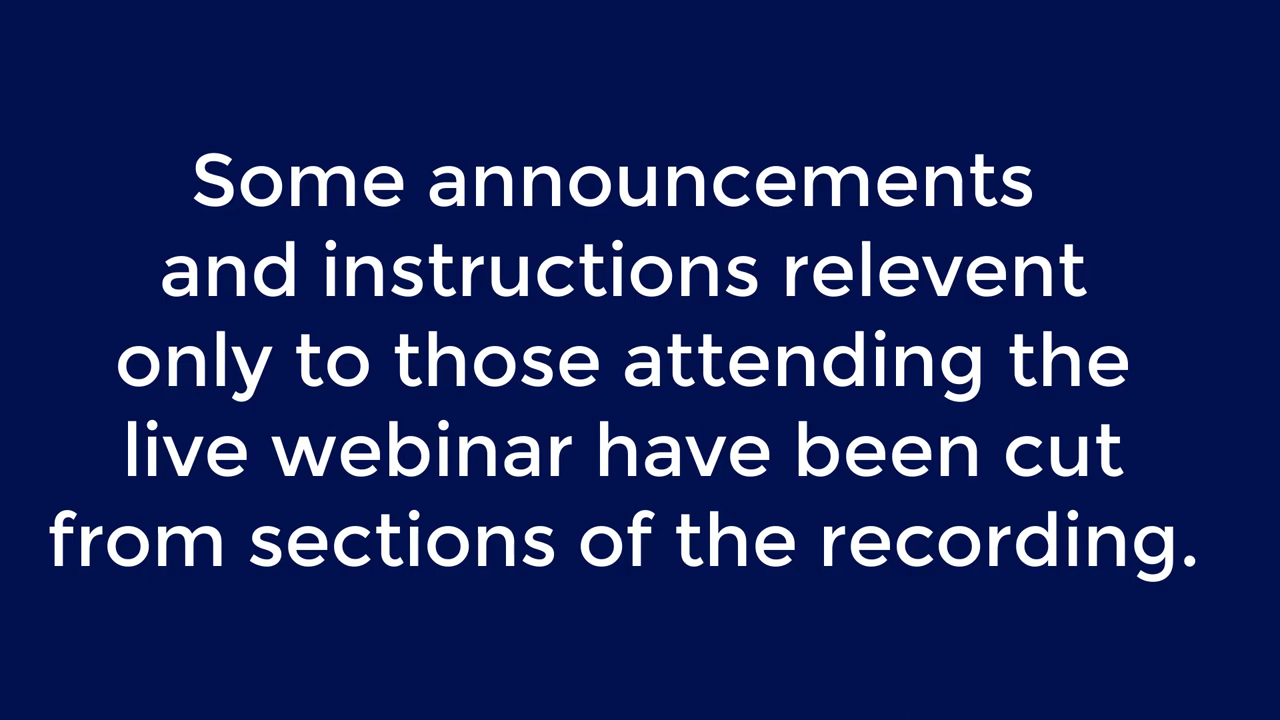 Some announcements
and instructions relevent
only to those attending the
live webinar have been cut
from sections of the recording.